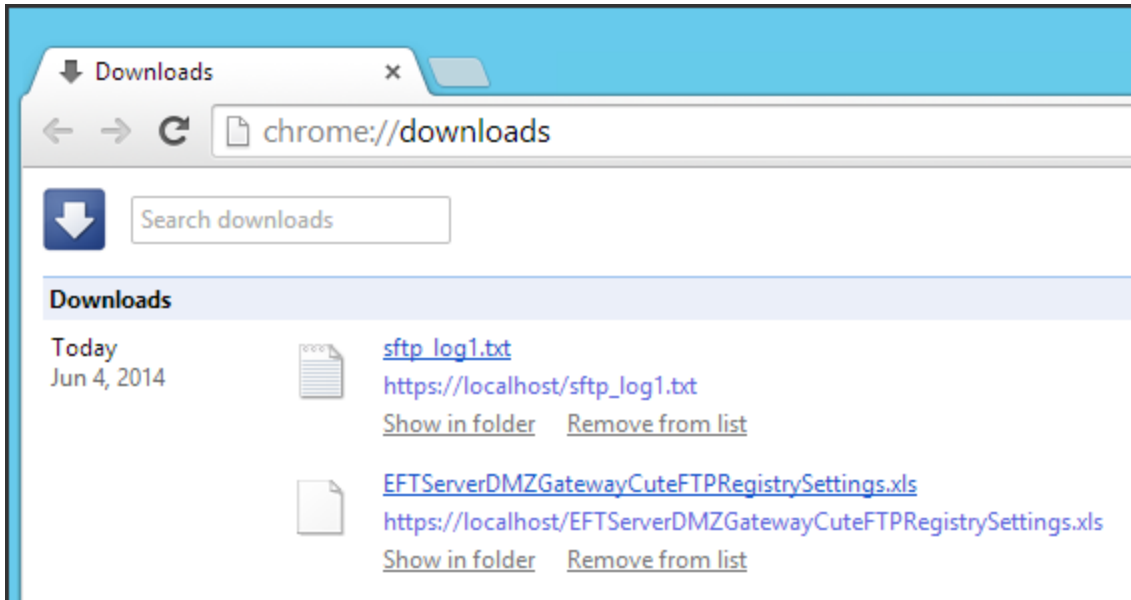 Downloads
chrome://downloads
Search downloads
Downloads
Today
Jun 4, 2014
sftp_log1.txt
https://localhost/sftp_log1.txt
Show in folder Remove from list
EFTServerDMZGatewayCuteFTPRegistrySettings.xls
https://localhost/EFTServerDMZGatewayCuteFTPRegistrySettings.xls
Show in folder Remove from list